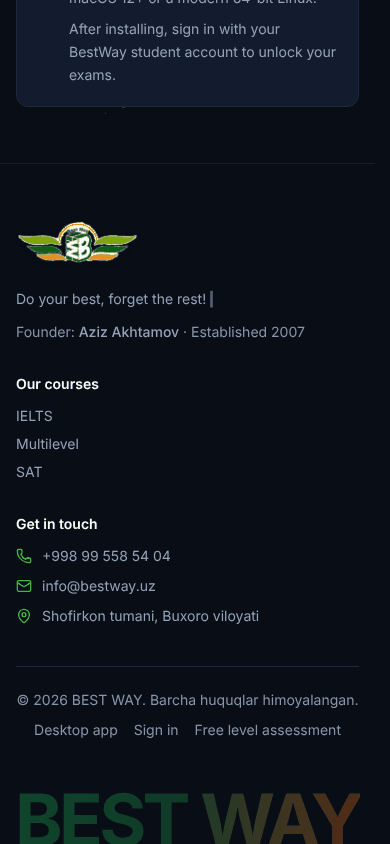 After installing, sign in with your
BestWay student account to unlock your
exams.
Do your best, forget the rest!
Founder: Aziz Akhtamov · Established 2007
Our courses
IELTS
Multilevel
SAT
Get in touch
+998 99 558 54 04
info@bestway.uz
Shofirkon tumani, Buxoro viloyati
© 2026 BEST WAY. Barcha huquqlar himoyalangan.
Desktop app Sign in Free level assessment
BEST WAY